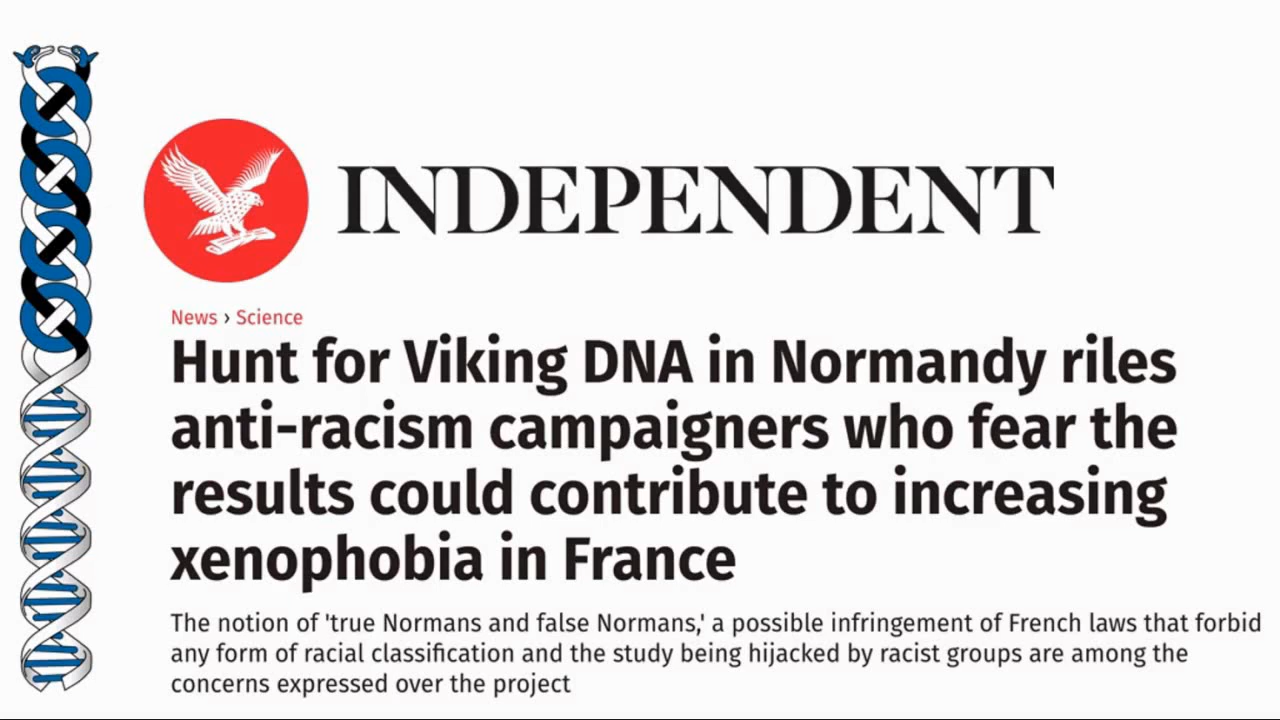 INDEPENDENT
News › Science
Hunt for Viking DNA in Normandy riles
anti-racism campaigners who fear the
results could contribute to increasing
xenophobia in France
The notion of 'true Normans and false Normans,' a possible infringement of French laws that forbid
any form of racial classification and the study being hijacked by racist groups are among the
concerns expressed over the project